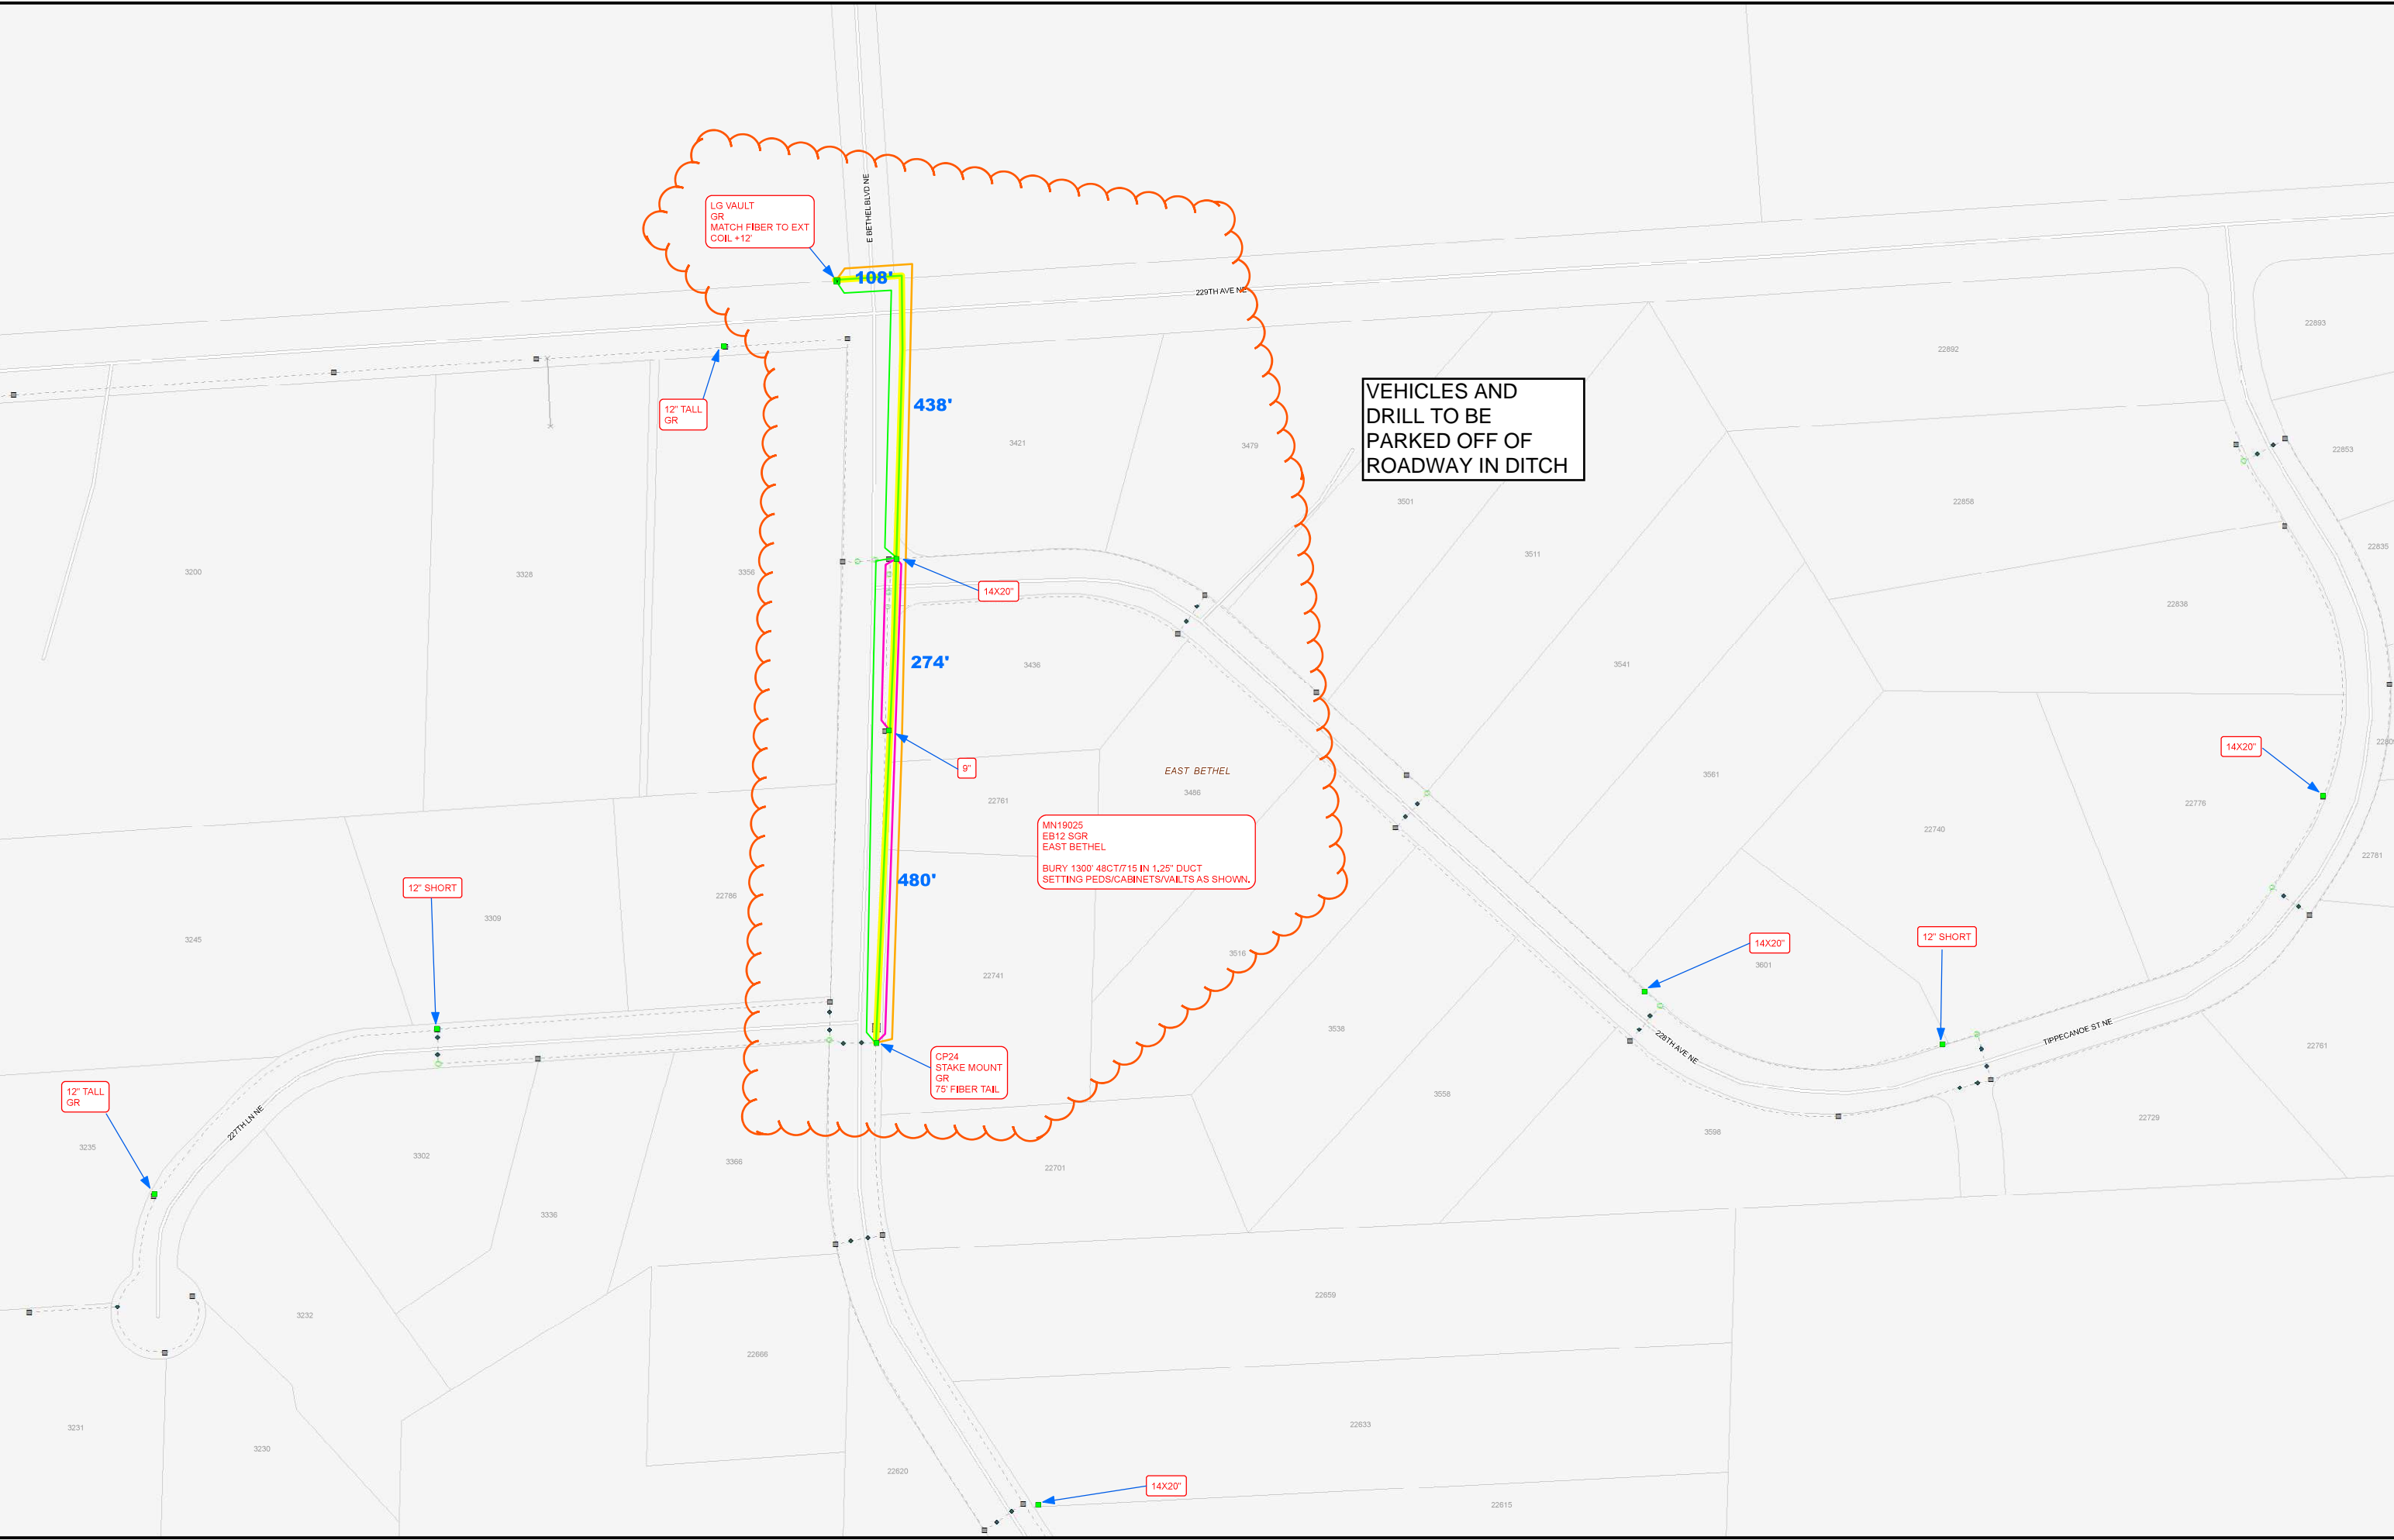 E BETHEL BLVD NE
LG VAULT
GR
MATCH FIBER TO EXT
COIL +12'
108'
229TH AVE NE
22893
22892
12" TALL
GR
438'
3421
3479
VEHICLES AND
DRILL TO BE
PARKED OFF OF
ROADWAY IN DITCH
22853
3501
22858
3200
3328
3356
3511
22835
14X20"
22838
274'
3436
3541
9"
EAST BETHEL
3486
22761
3561
14X20"
22776
22740
22781
MN19025
EB12 SGR
EAST BETHEL
BURY 1300' 48CT/715 IN 1.25" DUCT
SETTING PEDS/CABINETS/VAILTS AS SHOWN.
480'
12" SHORT
22786
3309
3245
3516
22741
14X20"
3601
12" SHORT
3538
228TH AVE NE
TIPPECANOE ST NE
22761
CP24
STAKE MOUNT
GR
75' FIBER TAIL
12" TALL
GR
227TH LN NE
3235
3302
3366
22701
3558
3598
22729
3336
3232
22659
22666
3231
3230
22633
22620
14X20"
22615